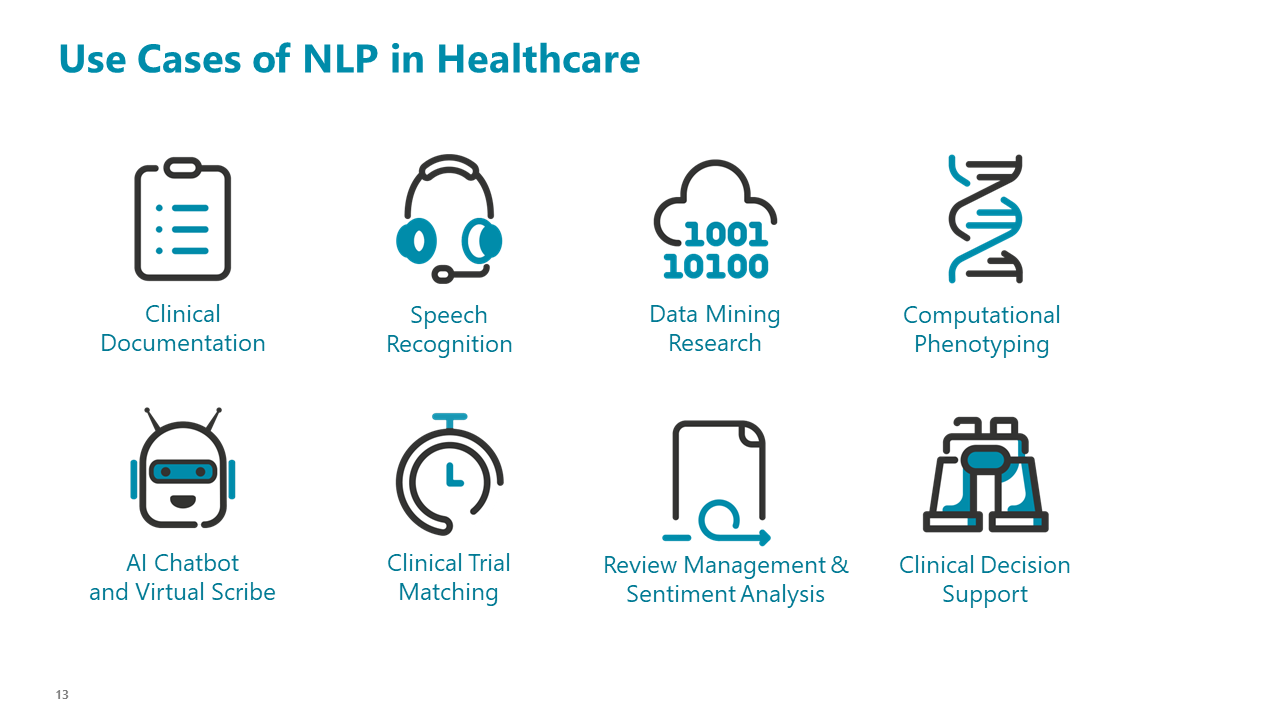 Use Cases of NLP in Healthcare
1001
10100
Clinical
Documentation
Speech
Recognition
Data Mining
Research
Computational
Phenotyping
AI Chatbot
and Virtual Scribe
Clinical Trial
Matching
Review Management &
Sentiment Analysis
Clinical Decision
Support
13